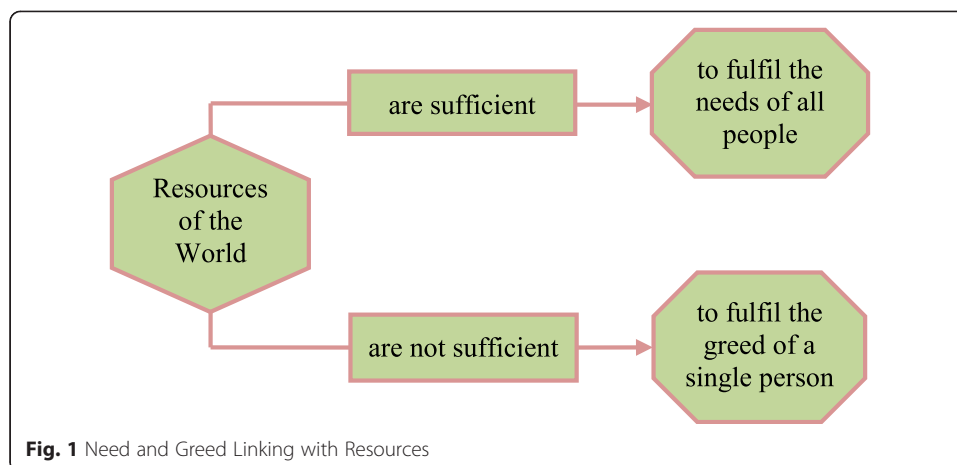 Resources
of the
World
are sufficient
to fulfil the
needs of all
people
are not sufficient
to fulfil the
greed of a
single person
Fig. 1 Need and Greed Linking with Resources